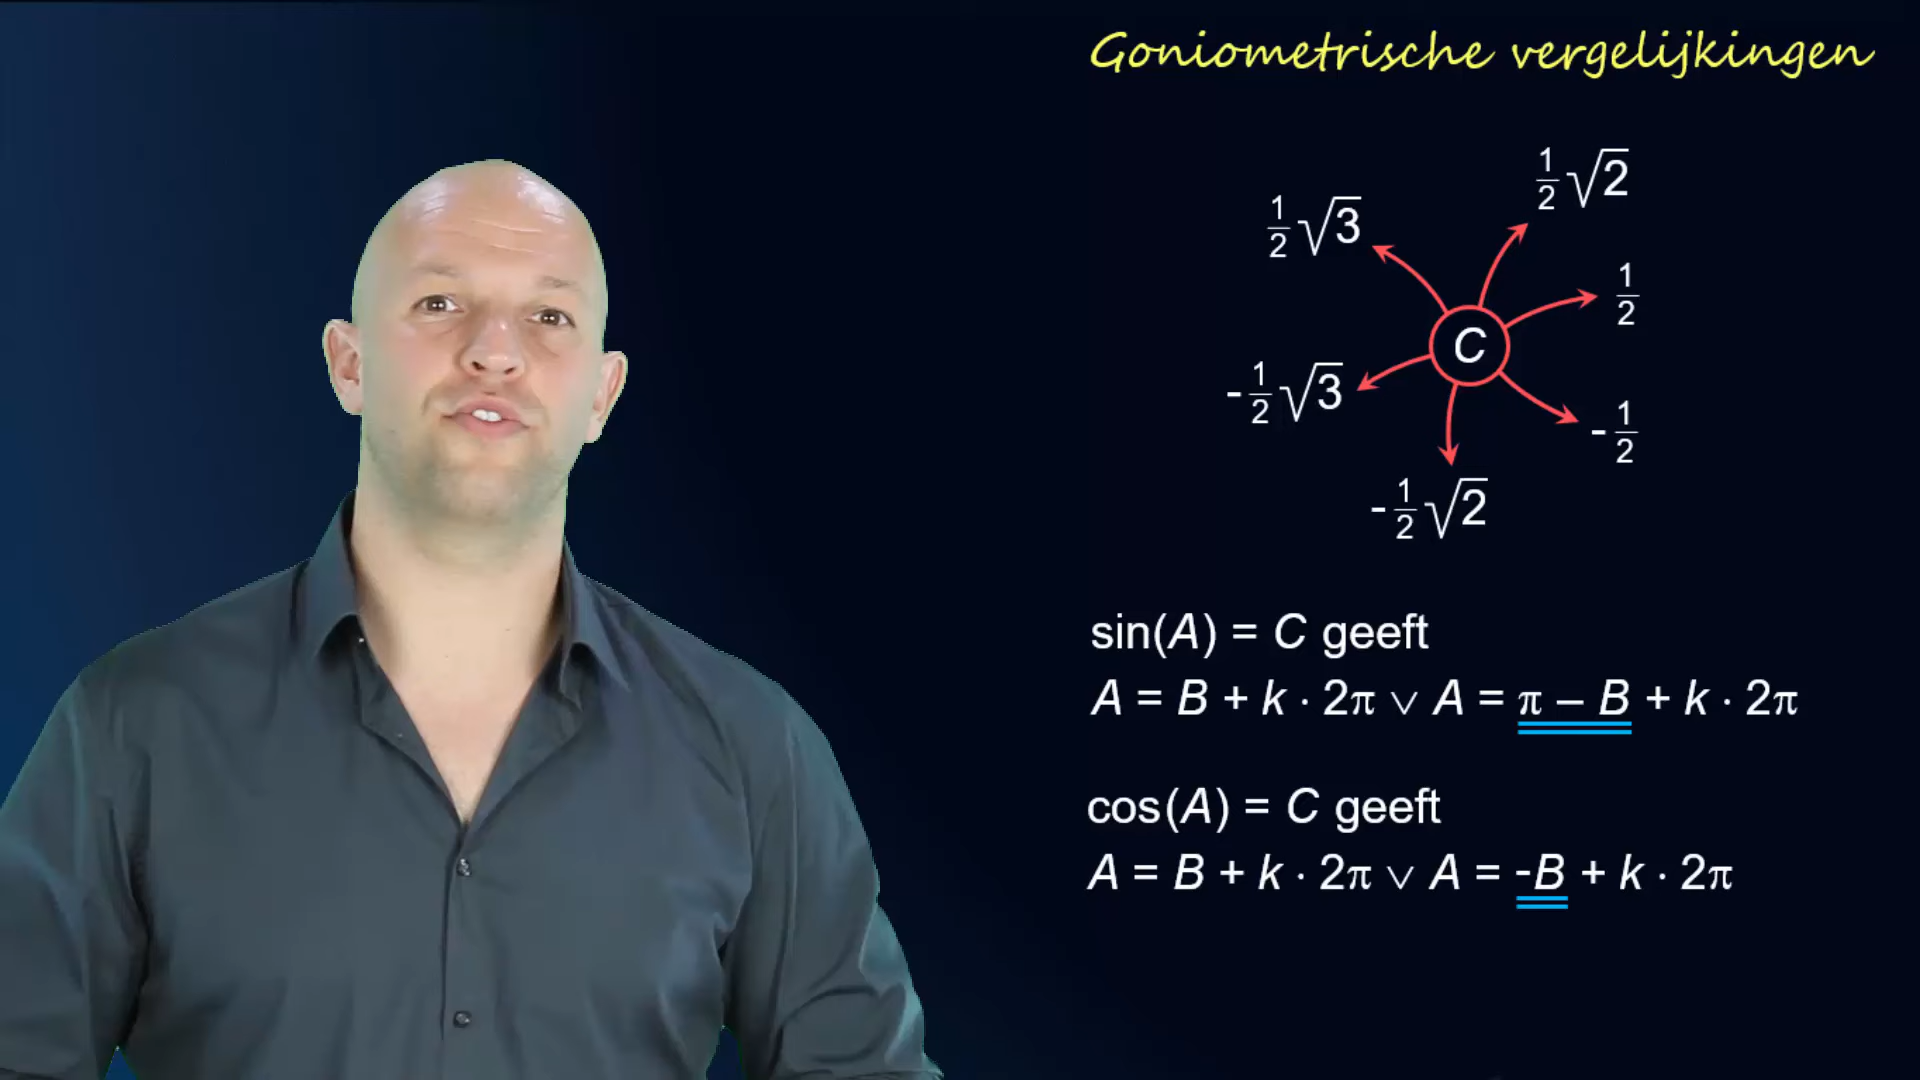 Goniometrische vergelijkingen
½√2
½√3
½
C
-½√3
-½
-½√2
sin(A) = C geeft
A = B + k · 2π ∨ A = π – B + k · 2π
cos(A) = C geeft
A = B + k · 2π ∨ A = -B + k · 2π